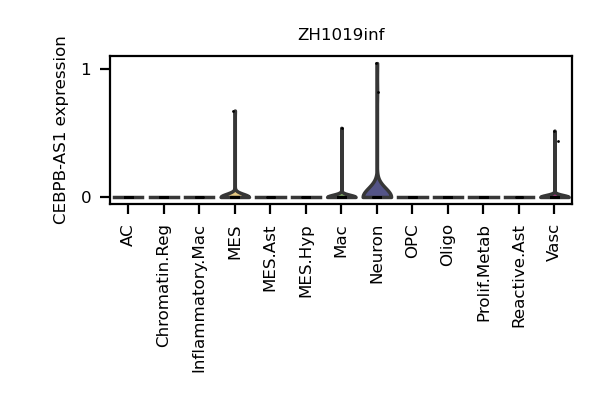 ZH1019inf
CEBPB-AS1 expression
1
0
AC
Chromatin.Reg
Inflammatory.Mac
MES
MES.Ast
MES.Hyp
Mac
Neuron
OPC
Oligo
Prolif.Metab
Reactive.Ast
Vasc